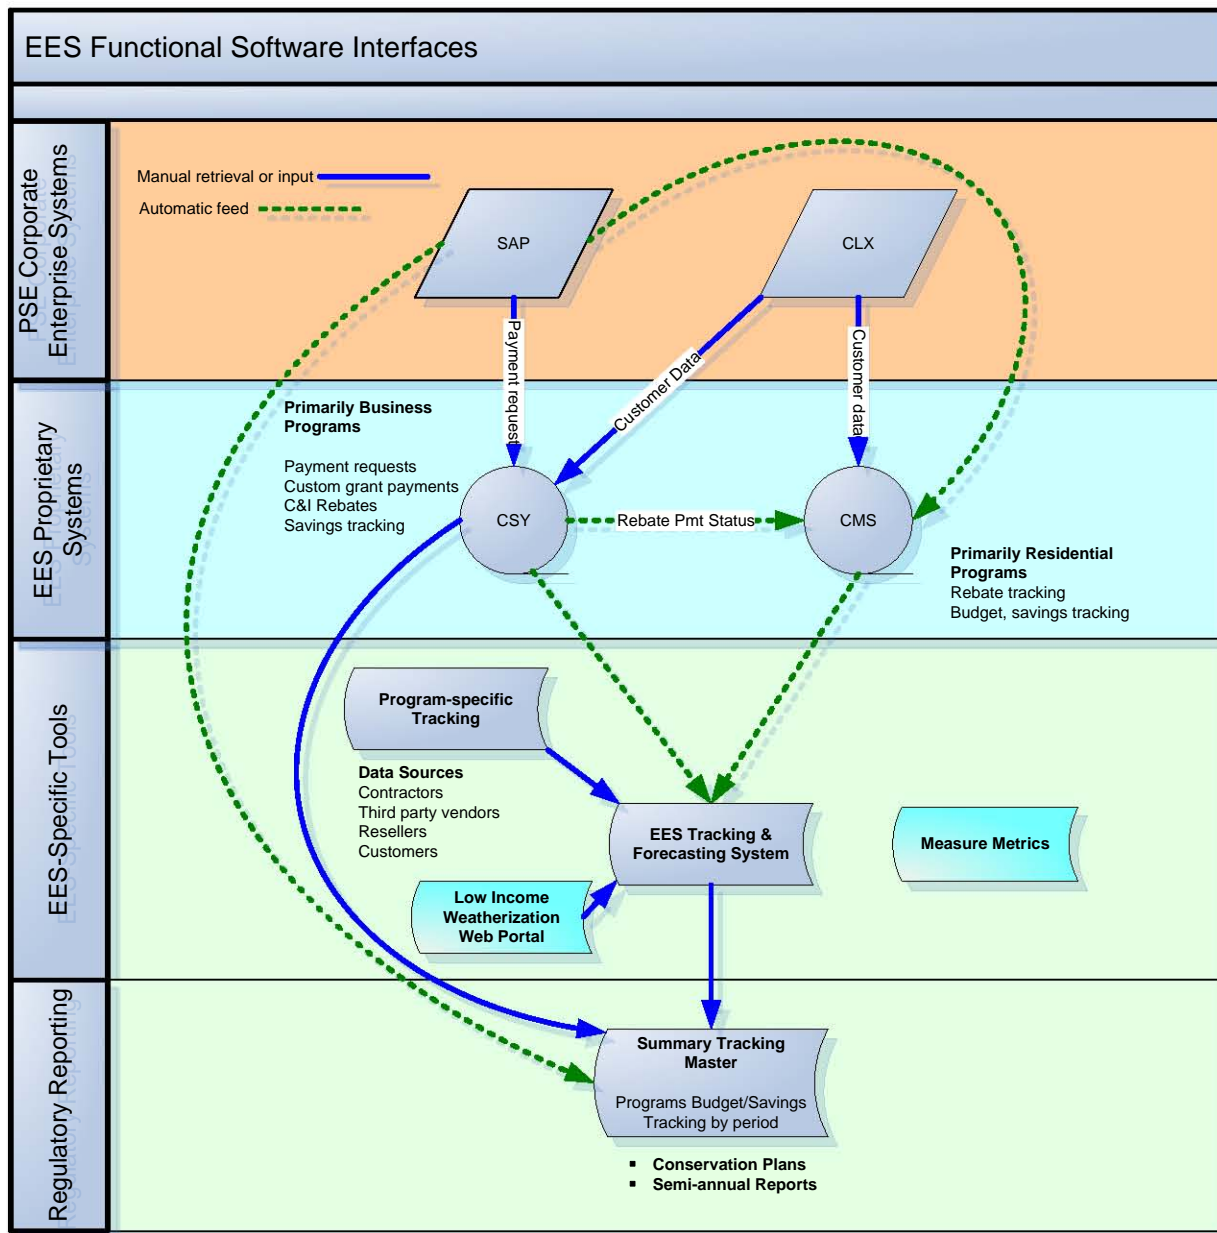 EES Functional Software Interfaces
PSE Corporate
Enterprise Systems
Manual retrieval or input
Automatic feed
SAP
CLX
Payment request
Customer Data
Customer data
EES Proprietary
Systems
Primarily Business
Programs
Payment requests
Custom grant payments
C&I Rebates
Savings tracking
CSY
Rebate Pmt Status
CMS
Primarily Residential
Programs
Rebate tracking
Budget, savings tracking
EES-Specific Tools
Program-specific
Tracking
Data Sources
Contractors
Third party vendors
Resellers
Customers
EES Tracking &
Forecasting System
Measure Metrics
Low Income
Weatherization
Web Portal
Regulatory Reporting
Summary Tracking
Master
Programs Budget/Savings
Tracking by period
▪ Conservation Plans
▪ Semi-annual Reports